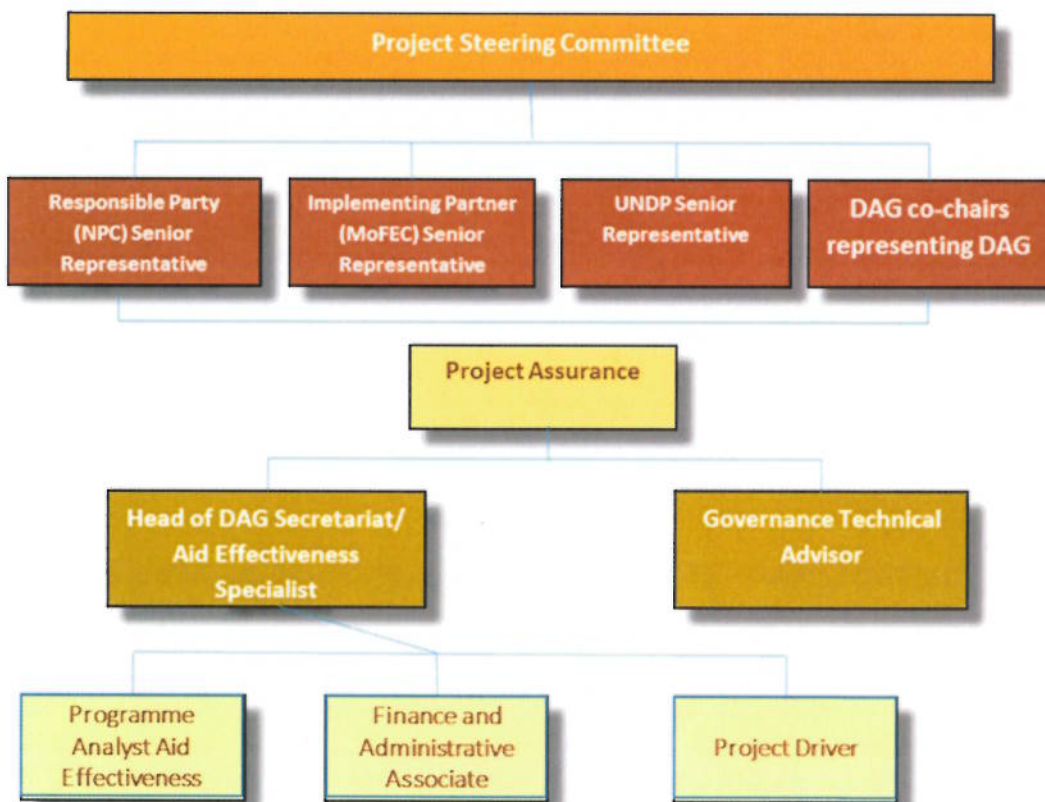 Project Steering Committee
Responsible Party
(NPC) Senior
Representative
Implementing Partner
(MoFEC) Senior
Representative
UNDP Senior
Representative
DAG co-chairs
representing DAG
Project Assurance
Head of DAG Secretariat/
Aid Effectiveness
Specialist
Governance Technical
Advisor
Programme
Analyst Aid
Effectiveness
Finance and
Administrative
Associate
Project Driver